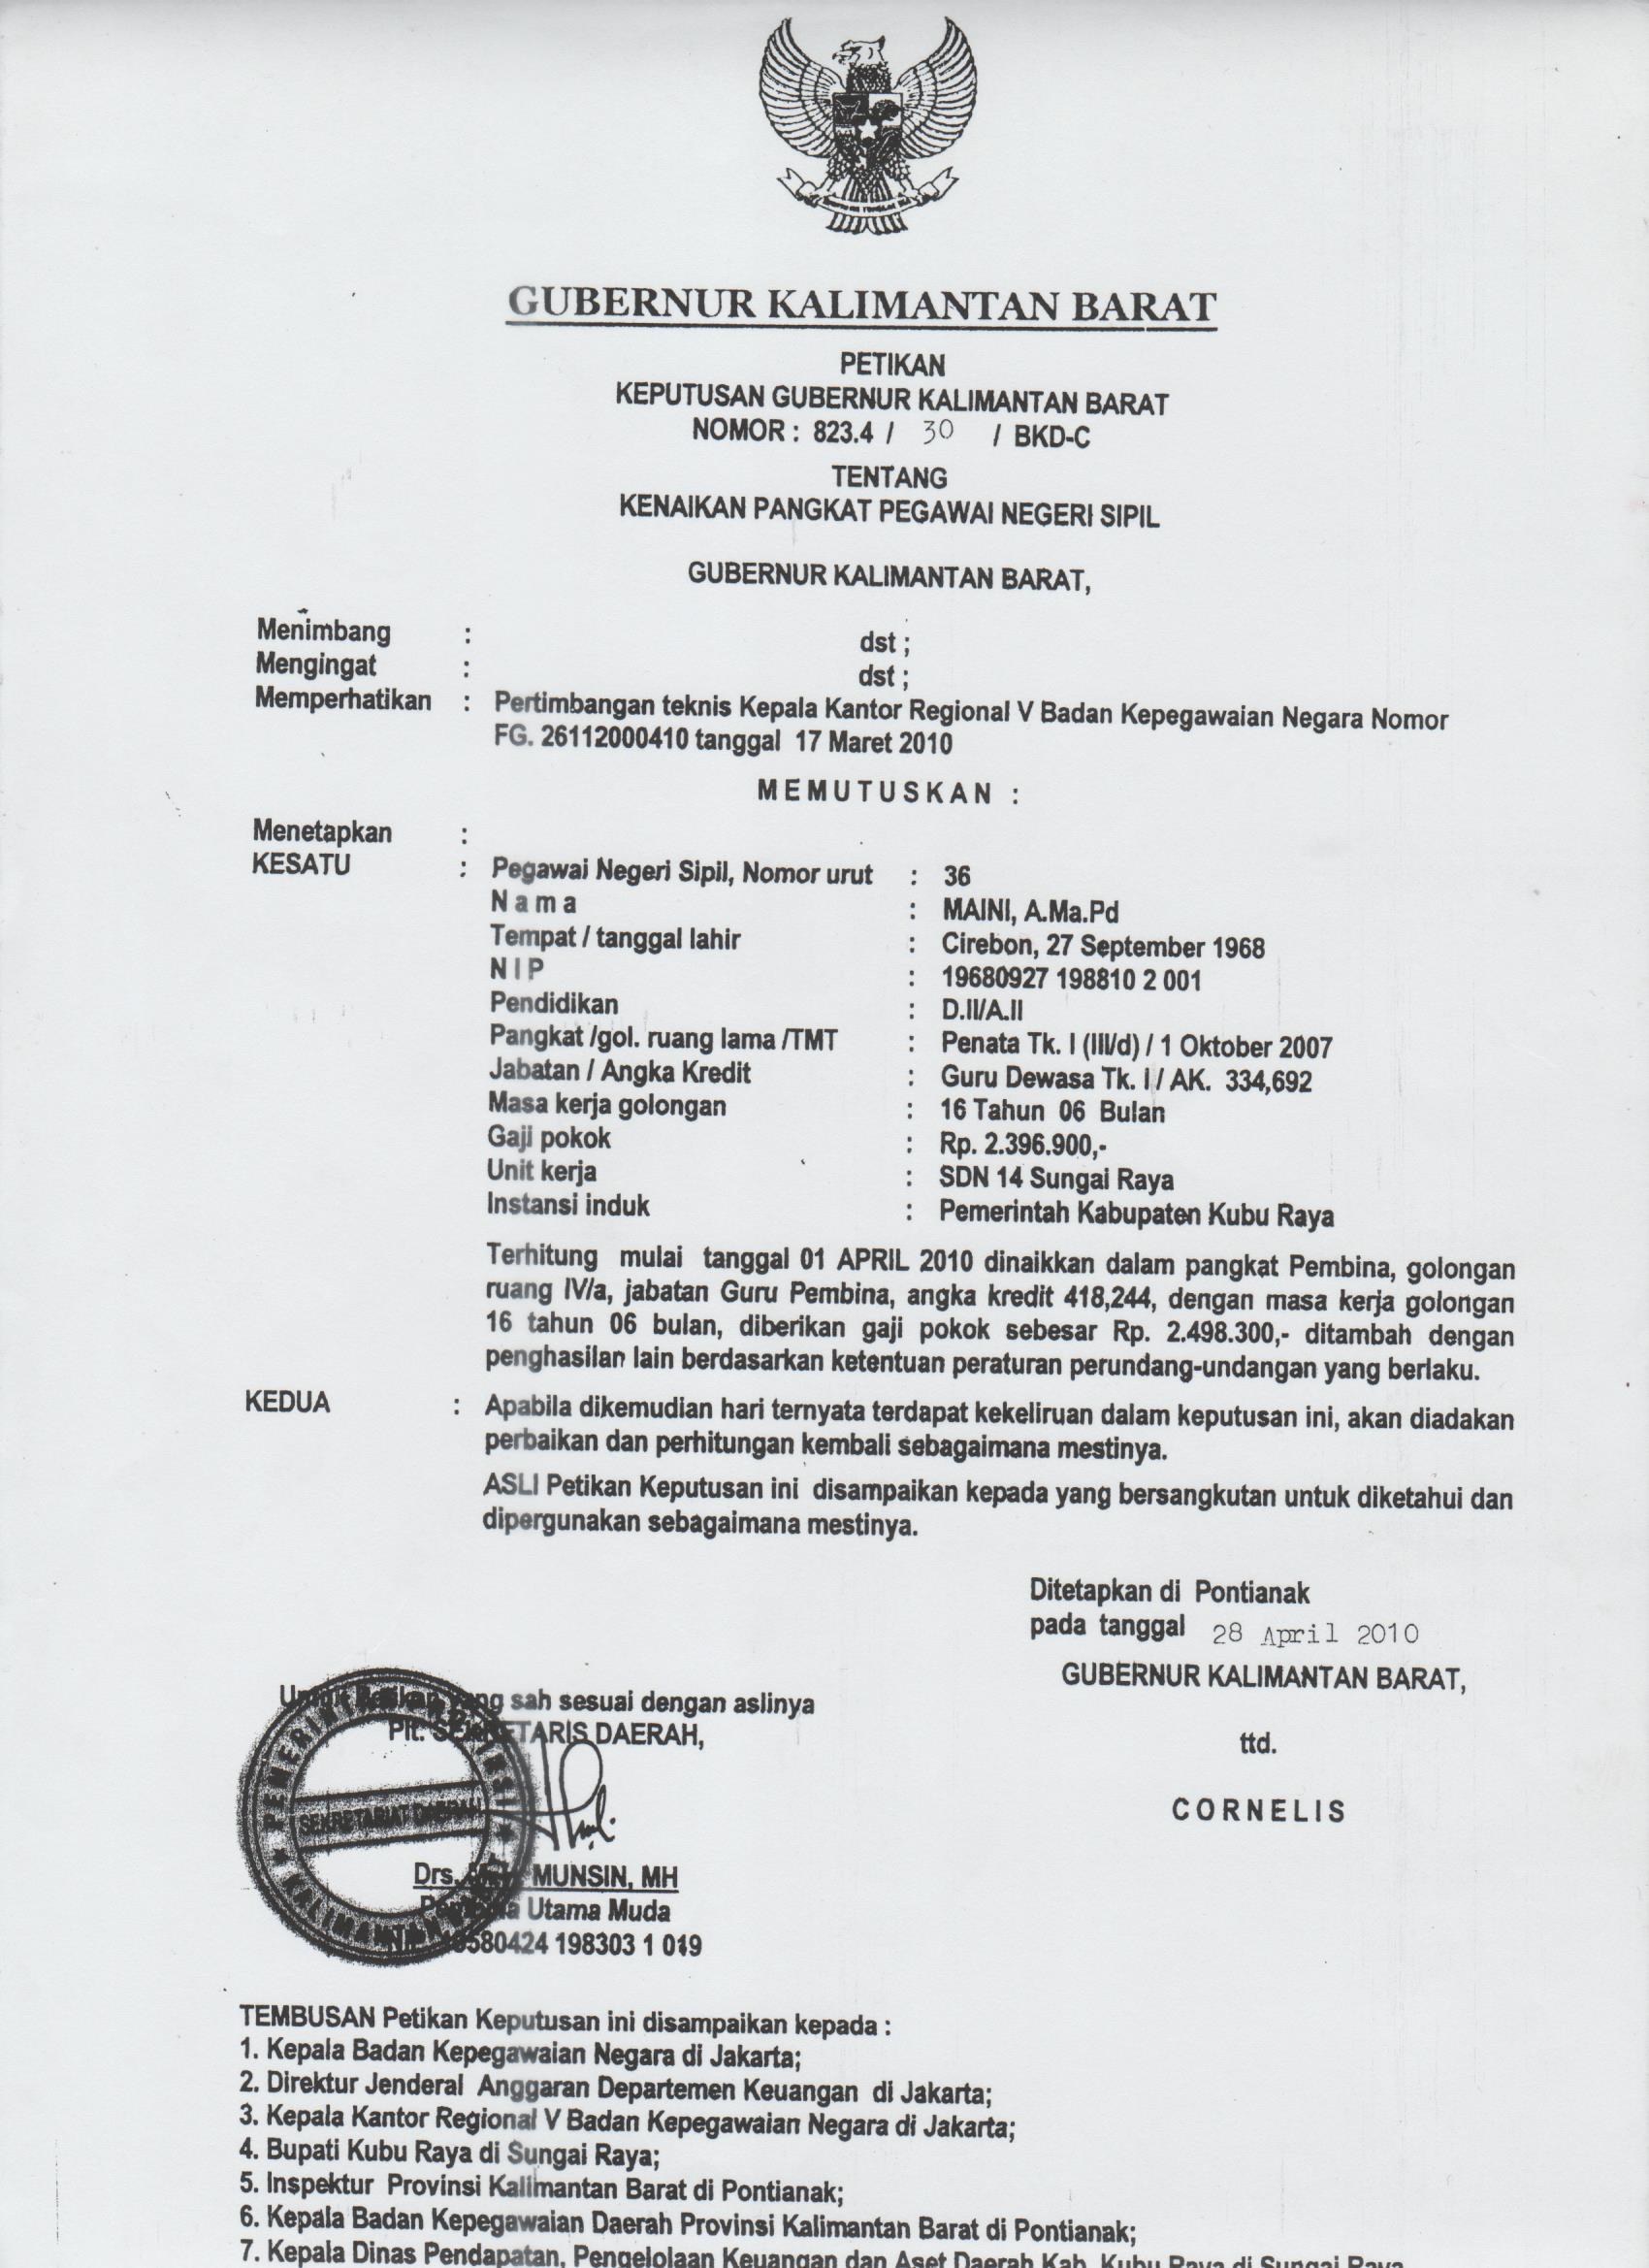 GUBERNUR KALIMANTAN BARAT
PETIKAN
KEPUTUSAN GUBERNUR KALIMANTAN BARAT
NOMOR : 823.4 / 30 / BKD-C
TENTANG
KENAIKAN PANGKAT PEGAWAI NEGERI SIPIL
GUBERNUR KALIMANTAN BARAT,
Menimbang : dst ;
Mengingat : dst ;
Memperhatikan : Pertimbangan teknis Kepala Kantor Regional V Badan Kepegawaian Negara Nomor
FG. 26112000410 tanggal 17 Maret 2010
MEMUTUSKAN :
Menetapkan :
KESATU : Pegawai Negeri Sipil, Nomor urut : 36
Nama : MAINI, A.Ma.Pd
Tempat / tanggal lahir : Cirebon, 27 September 1968
NIP : 19680927 198810 2 001
Pendidikan : D.II/A.II
Pangkat /gol. ruang lama /TMT : Penata Tk. I (III/d) / 1 Oktober 2007
Jabatan / Angka Kredit : Guru Dewasa Tk. I / AK. 334,692
Masa kerja golongan : 16 Tahun 06 Bulan
Gaji pokok : Rp. 2.396.900,-
Unit kerja : SDN 14 Sungai Raya
Instansi induk : Pemerintah Kabupaten Kubu Raya
Terhitung mulai tanggal 01 APRIL 2010 dinaikkan dalam pangkat Pembina, golongan
ruang IV/a, jabatan Guru Pembina, angka kredit 418,244, dengan masa kerja golongan
16 tahun 06 bulan, diberikan gaji pokok sebesar Rp. 2.498.300,- ditambah dengan
penghasilan lain berdasarkan ketentuan peraturan perundang-undangan yang berlaku.
KEDUA : Apabila dikemudian hari ternyata terdapat kekeliruan dalam keputusan ini, akan diadakan
perbaikan dan perhitungan kembali sebagaimana mestinya.
ASLI Petikan Keputusan ini disampaikan kepada yang bersangkutan untuk diketahui dan
dipergunakan sebagaimana mestinya.
Ditetapkan di Pontianak
pada tanggal 28 April 2010
GUBERNUR KALIMANTAN BARAT,
ttd.
CORNELIS
Untuk Petikan yang sah sesuai dengan aslinya
Plt. SEKRETARIS DAERAH,
SEKRETARIAT DAERAH
Drs. MUNSIN, MH
Utama Muda
198303 1 019
TEMBUSAN Petikan Keputusan ini disampaikan kepada :
1. Kepala Badan Kepegawaian Negara di Jakarta;
2. Direktur Jenderal Anggaran Departemen Keuangan di Jakarta;
3. Kepala Kantor Regional V Badan Kepegawaian Negara di Jakarta;
4. Bupati Kubu Raya di Sungai Raya;
5. Inspektur Provinsi Kalimantan Barat di Pontianak;
6. Kepala Badan Kepegawaian Daerah Provinsi Kalimantan Barat di Pontianak;
7. Kepala Dinas Pendapatan, Pengelolaan Keuangan dan Aset Daerah Kab. Kubu Raya di Sungai Raya